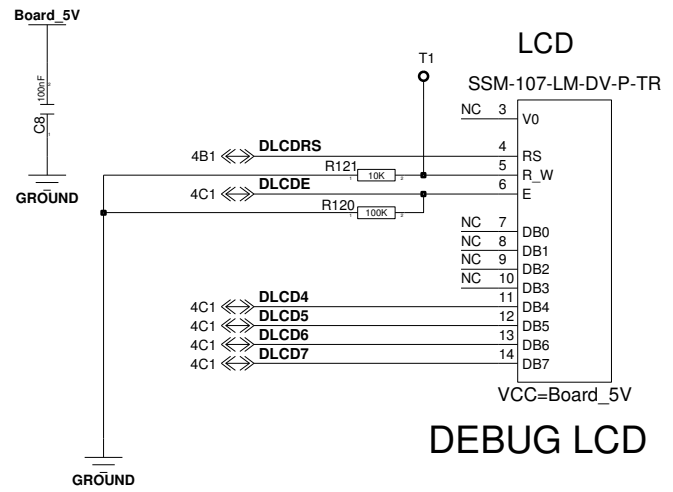 Board_5V
100nF
C8
GROUND
LCD
T1
SSM-107-LM-DV-P-TR
NC 3 V0
4B1 DLCDRS 4 RS
R121 10K 5 R_W
4C1 DLCDE 6 E
R120 100K
NC 7 DB0
NC 8 DB1
NC 9 DB2
NC 10 DB3
4C1 DLCD4 11 DB4
4C1 DLCD5 12 DB5
4C1 DLCD6 13 DB6
4C1 DLCD7 14 DB7
VCC=Board_5V
DEBUG LCD
GROUND